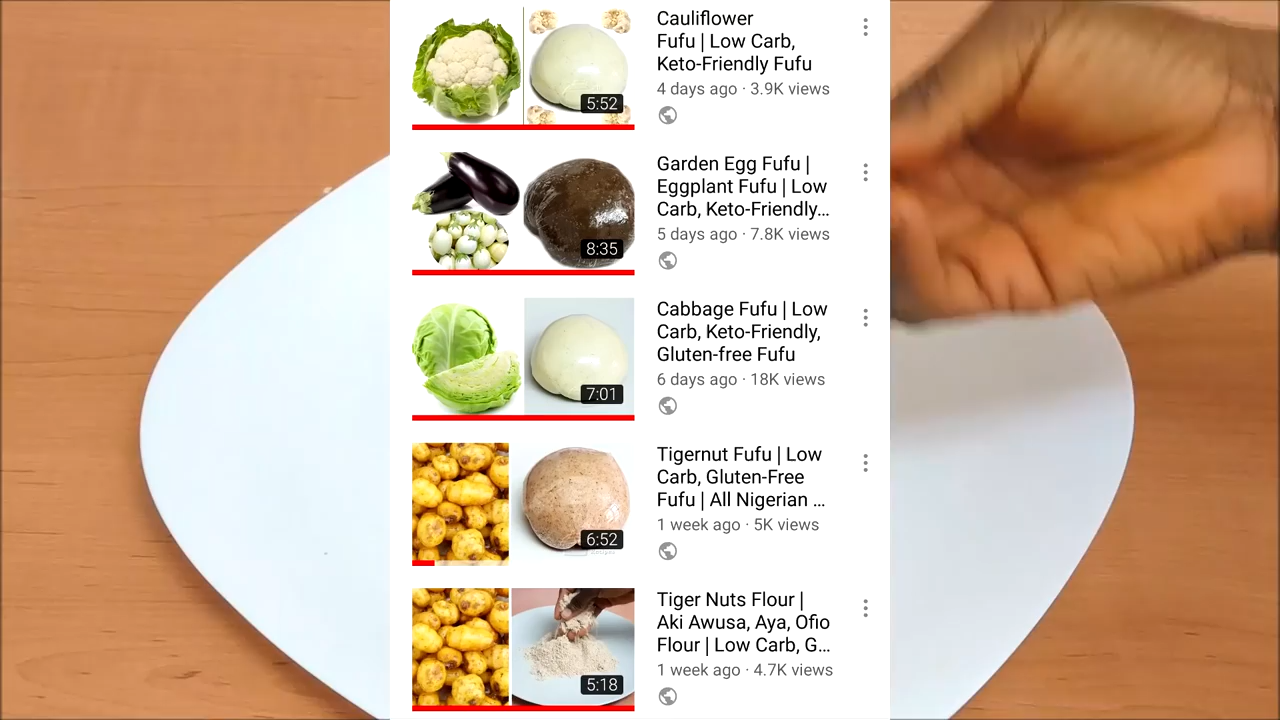 Cauliflower
Fufu | Low Carb,
Keto-Friendly Fufu
4 days ago · 3.9K views
5:52
Garden Egg Fufu |
Eggplant Fufu | Low
Carb, Keto-Friendly...
5 days ago · 7.8K views
8:35
Cabbage Fufu | Low
Carb, Keto-Friendly,
Gluten-free Fufu
6 days ago · 18K views
7:01
Tigernut Fufu | Low
Carb, Gluten-Free
Fufu | All Nigerian ...
1 week ago · 5K views
6:52
Tiger Nuts Flour |
Aki Awusa, Aya, Ofio
Flour | Low Carb, G...
1 week ago · 4.7K views
5:18